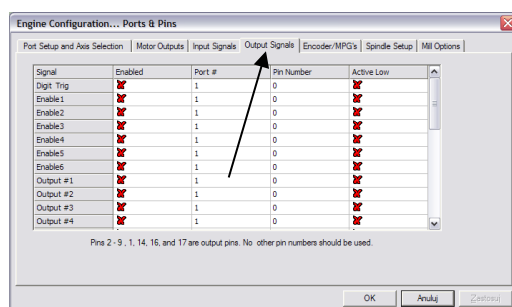 Engine Configuration... Ports & Pins
Port Setup and Axis Selection Motor Outputs Input Signals Output Signals Encoder/MPG's Spindle Setup Mill Options
Signal Enabled Port # Pin Number Active Low
Digit Trig 1 0
Enable1 1 0
Enable2 1 0
Enable3 1 0
Enable4 1 0
Enable5 1 0
Enable6 1 0
Output #1 1 0
Output #2 1 0
Output #3 1 0
Output #4 1 0
Pins 2 - 9 , 1, 14, 16, and 17 are output pins. No other pin numbers should be used.
OK Anuluj Zastosuj